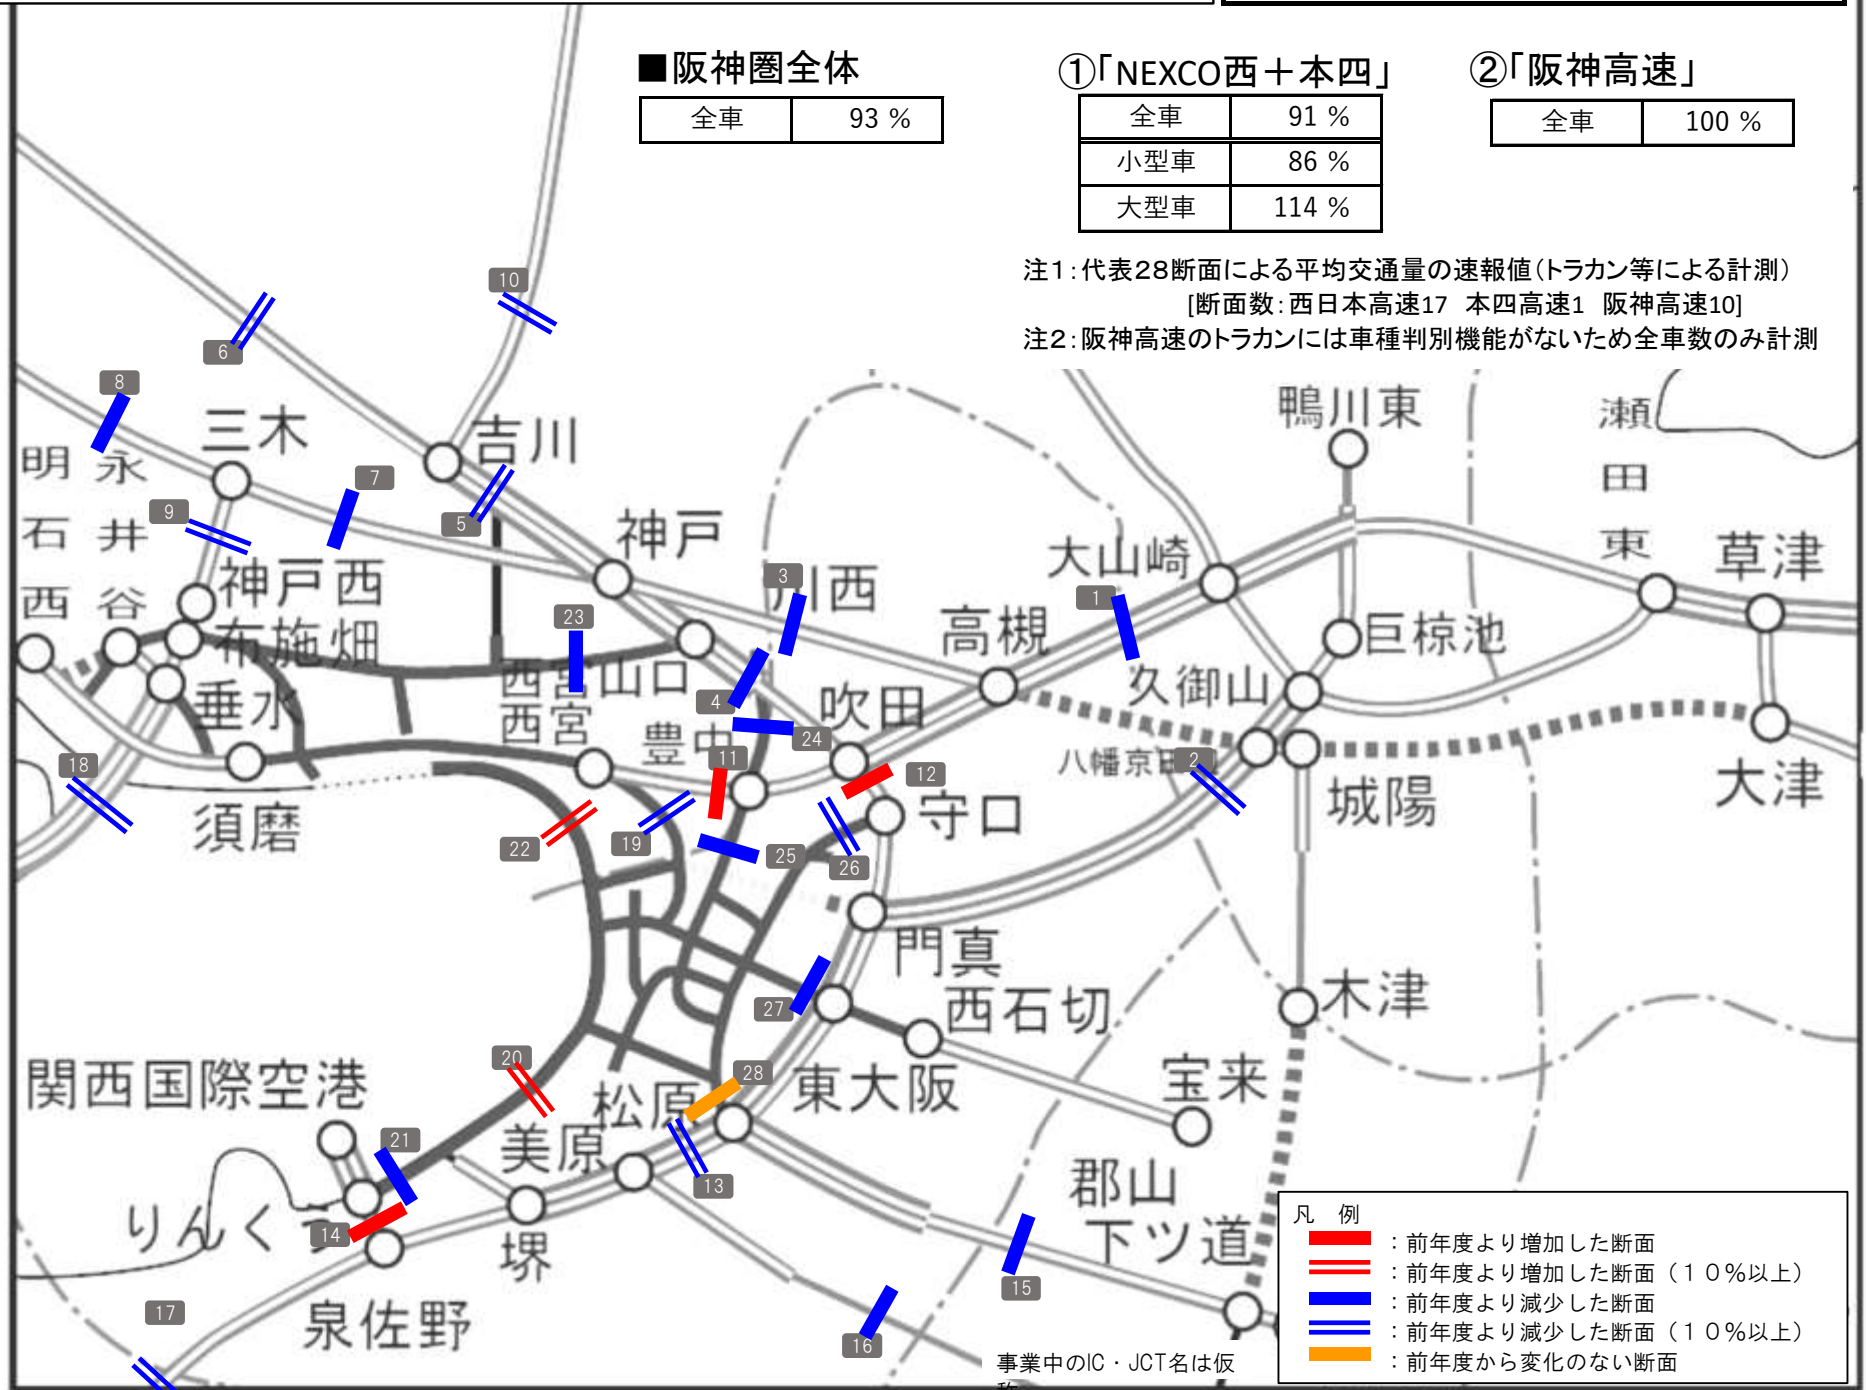 ■阪神圏全体
全車 93 %
①「NEXCO西＋本四」
全車 91 %
小型車 86 %
大型車 114 %
②「阪神高速」
全車 100 %
注1：代表28断面による平均交通量の速報値（トラカン等による計測）
[断面数：西日本高速17 本四高速1 阪神高速10]
注2：阪神高速のトラカンには車種判別機能がないため全車数のみ計測
10
6
8
三木
吉川
鴨川東
瀬田東
明石西
永井谷
7
9
5
神戸
大山崎
草津
神戸西
3
川西
1
高槻
巨椋池
布施畑
23
西宮山口
久御山
垂水
4
吹田
西宮
豊中
24
八幡京田
2
18
11
12
城陽
大津
須磨
守口
22
19
25
26
門真
27
西石切
木津
20
関西国際空港
松原
28
東大阪
宝来
21
美原
13
郡山下ツ道
りんくう
14
堺
15
17
泉佐野
16
凡 例
：前年度より増加した断面
：前年度より増加した断面（１０％以上）
：前年度より減少した断面
：前年度より減少した断面（１０％以上）
：前年度から変化のない断面
事業中のIC・JCT名は仮